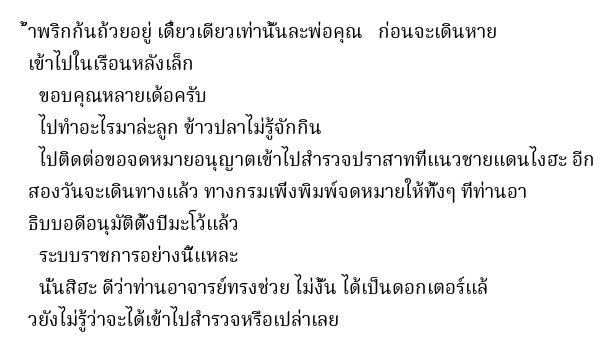 ้ำพริกก้นถ้วยอยู่ เดี๋ยวเดียวเท่านั้นละพ่อคุณ   ก่อนจะเดินหาย
เข้าไปในเรือนหลังเล็ก
ขอบคุณหลายเด้อครับ
ไปทำอะไรมาล่ะลูก ข้าวปลาไม่รู้จักกิน
ไปติดต่อขอจดหมายอนุญาตเข้าไปสำรวจปราสาทที่แนวชายแดนไงฮะ อีก
สองวันจะเดินทางแล้ว ทางกรมเพิ่งพิมพ์จดหมายให้ทั้งๆ ที่ท่านอา
ธิบบอดีอนุมัติตั้งปีมะโว้แล้ว
ระบบราชการอย่างนี้แหละ
นั่นสิฮะ ดีว่าท่านอาจารย์ทรงช่วย ไม่งั้น ได้เป็นดอกเตอร์แล้
วยังไม่รู้ว่าจะได้เข้าไปสำรวจหรือเปล่าเลย